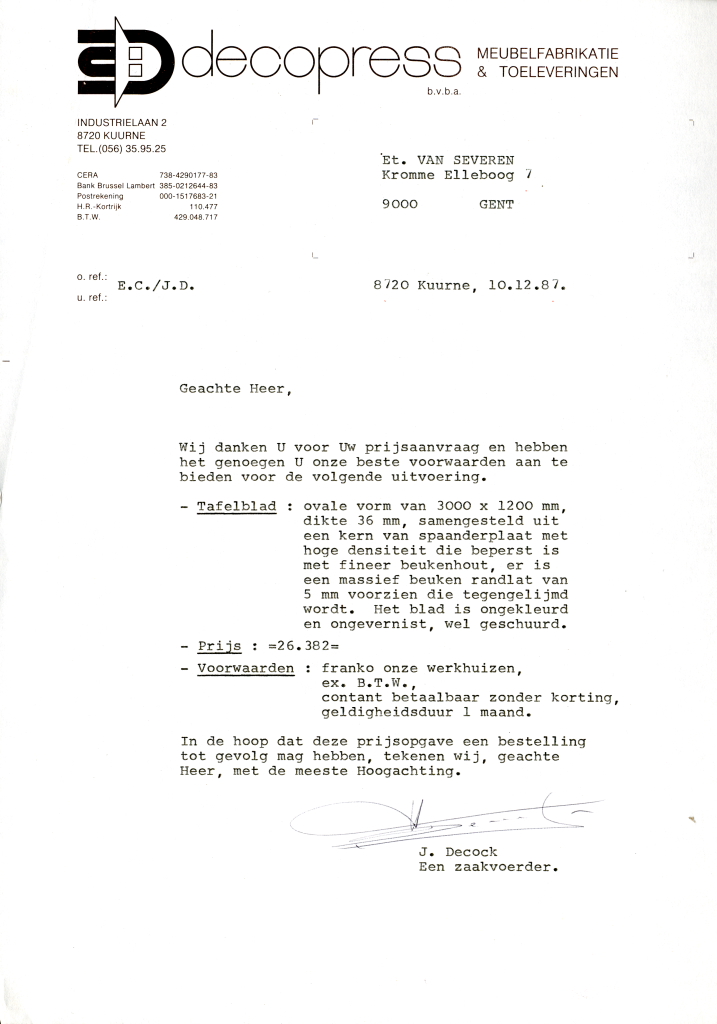 decopress
b.v.b.a.
MEUBELFABRIKATIE
& TOELEVERINGEN
INDUSTRIELAAN 2
8720 KUURNE
TEL.(056) 35.95.25
CERA 738-4290177-83
Bank Brussel Lambert 385-0212644-83
Postrekening 000-1517683-21
H.R.-Kortrijk 110.477
B.T.W. 429.048.717
Et. VAN SEVEREN
Kromme Elleboog 7
9000 GENT
o. ref.: E.C./J.D.
u. ref.:
8720 Kuurne, 10.12.87.
Geachte Heer,
Wij danken U voor Uw prijsaanvraag en hebben
het genoegen U onze beste voorwaarden aan te
bieden voor de volgende uitvoering.
- Tafelblad : ovale vorm van 3000 x 1200 mm,
dikte 36 mm, samengesteld uit
een kern van spaanderplaat met
hoge densiteit die beperst is
met fineer beukenhout, er is
een massief beuken randlat van
5 mm voorzien die tegengelijmd
wordt. Het blad is ongekleurd
en ongevernist, wel geschuurd.
- Prijs : =26.382=
- Voorwaarden : franko onze werkhuizen,
ex. B.T.W.,
contant betaalbaar zonder korting,
geldigheidsduur 1 maand.
In de hoop dat deze prijsopgave een bestelling
tot gevolg mag hebben, tekenen wij, geachte
Heer, met de meeste Hoogachting.
J. Decock
Een zaakvoerder.